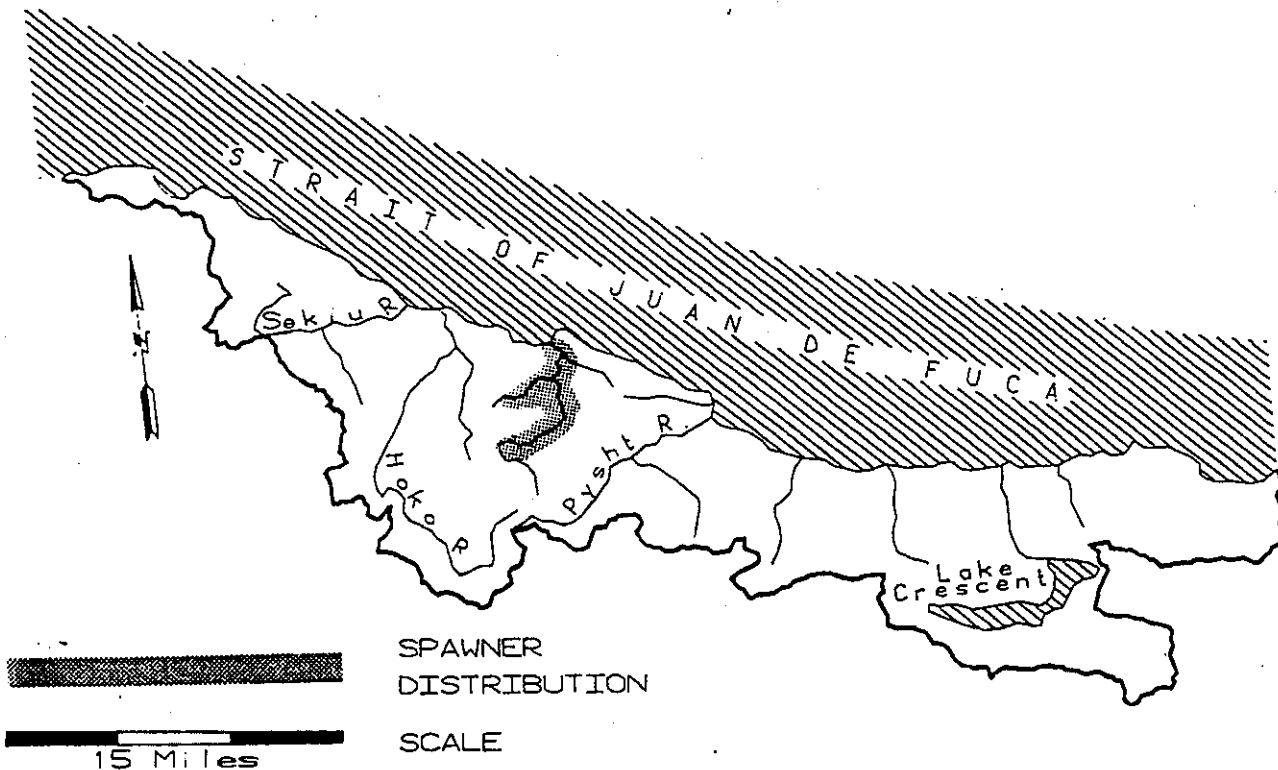 STRAIT OF JUAN DE FUCA
N
Sekiu R
Hoko R
Pysht R.
Lake
Crescent
SPAWNER
DISTRIBUTION
SCALE
15 Miles